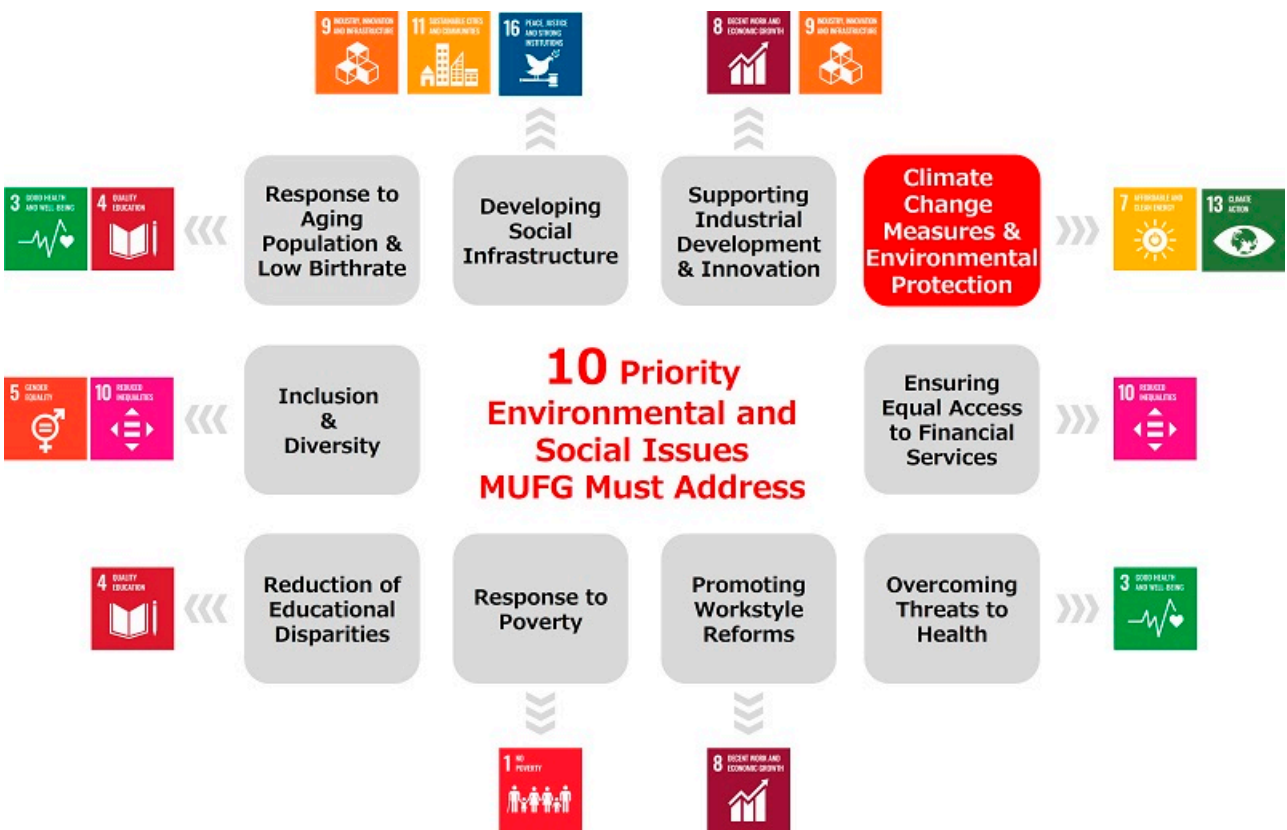 9 INDUSTRY, INNOVATION
AND INFRASTRUCTURE
11 SUSTAINABLE CITIES
AND COMMUNITIES
16 PEACE, JUSTICE
AND STRONG
INSTITUTIONS
8 DECENT WORK AND
ECONOMIC GROWTH
9 INDUSTRY, INNOVATION
AND INFRASTRUCTURE
3 GOOD HEALTH
AND WELL-BEING
4 QUALITY
EDUCATION
Response to
Aging
Population &
Low Birthrate
Developing
Social
Infrastructure
Supporting
Industrial
Development
& Innovation
Climate
Change
Measures &
Environmental
Protection
7 AFFORDABLE AND
CLEAN ENERGY
13 CLIMATE
ACTION
5 GENDER
EQUALITY
10 REDUCED
INEQUALITIES
Inclusion
&
Diversity
10 Priority
Environmental and
Social Issues
MUFG Must Address
Ensuring
Equal Access
to Financial
Services
10 REDUCED
INEQUALITIES
4 QUALITY
EDUCATION
Reduction of
Educational
Disparities
Response to
Poverty
Promoting
Workstyle
Reforms
Overcoming
Threats to
Health
3 GOOD HEALTH
AND WELL-BEING
1 NO
POVERTY
8 DECENT WORK AND
ECONOMIC GROWTH